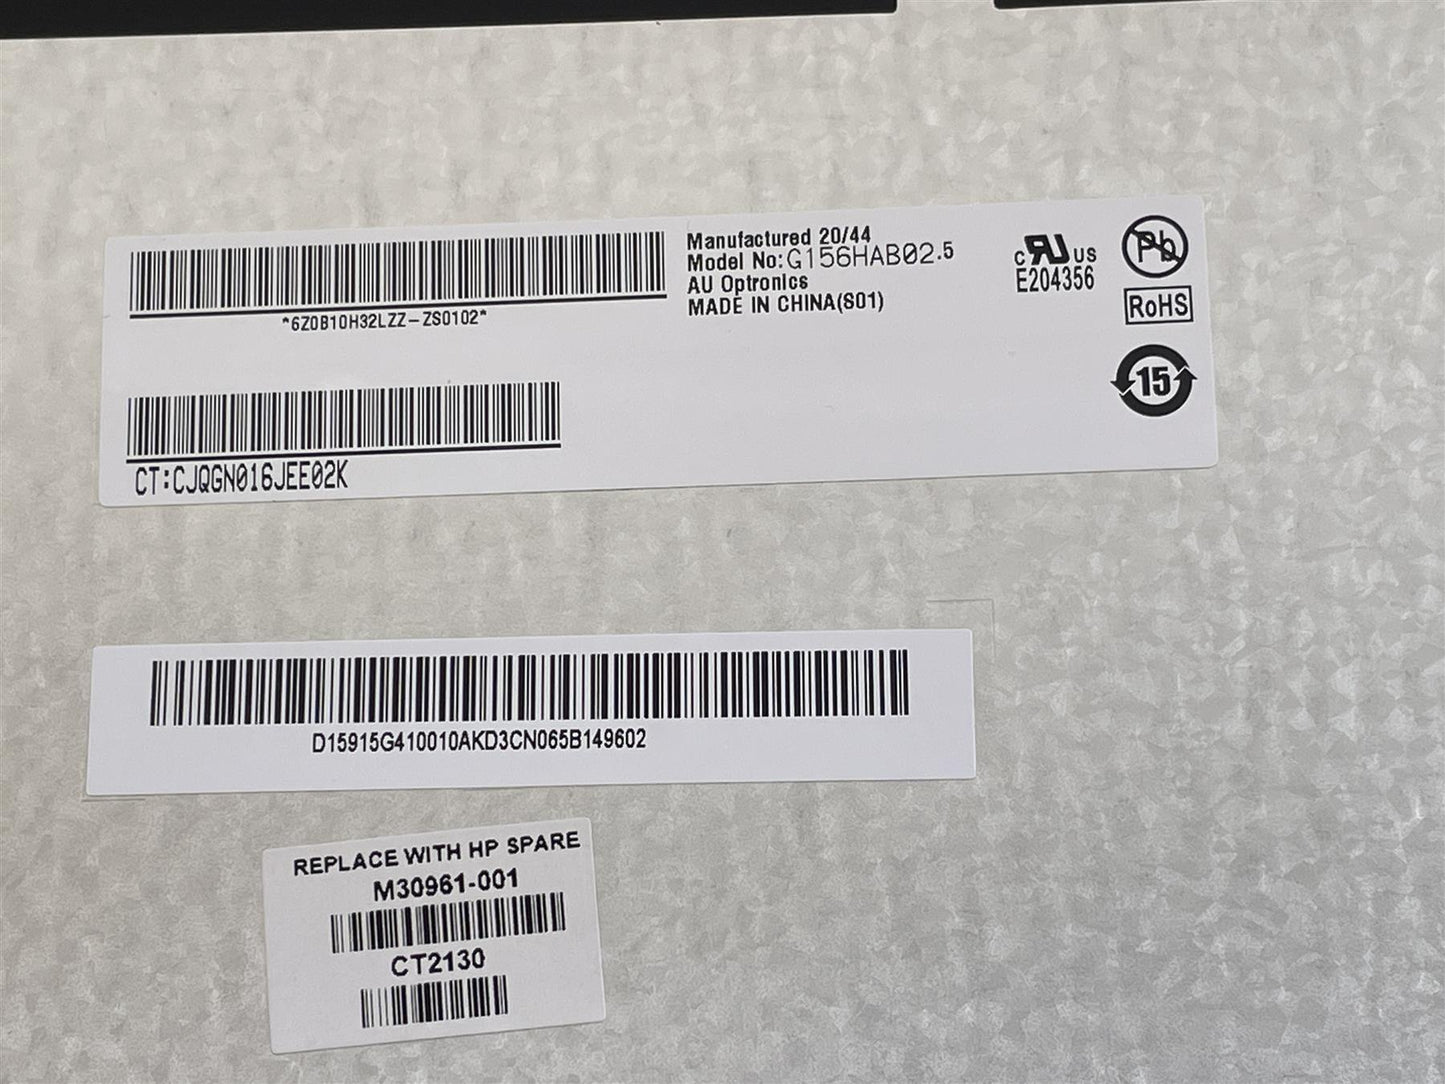 Manufactured 20/44
Model No:G156HAB02.5
AU Optronics
MADE IN CHINA(S01)
*6Z0B10H32LZZ-ZS0102*
c RU US
E204356
Pb
RoHS
15
CT:CJQGN016JEE02K
D15915G410010AKD3CN065B149602
REPLACE WITH HP SPARE
M30961-001
CT2130